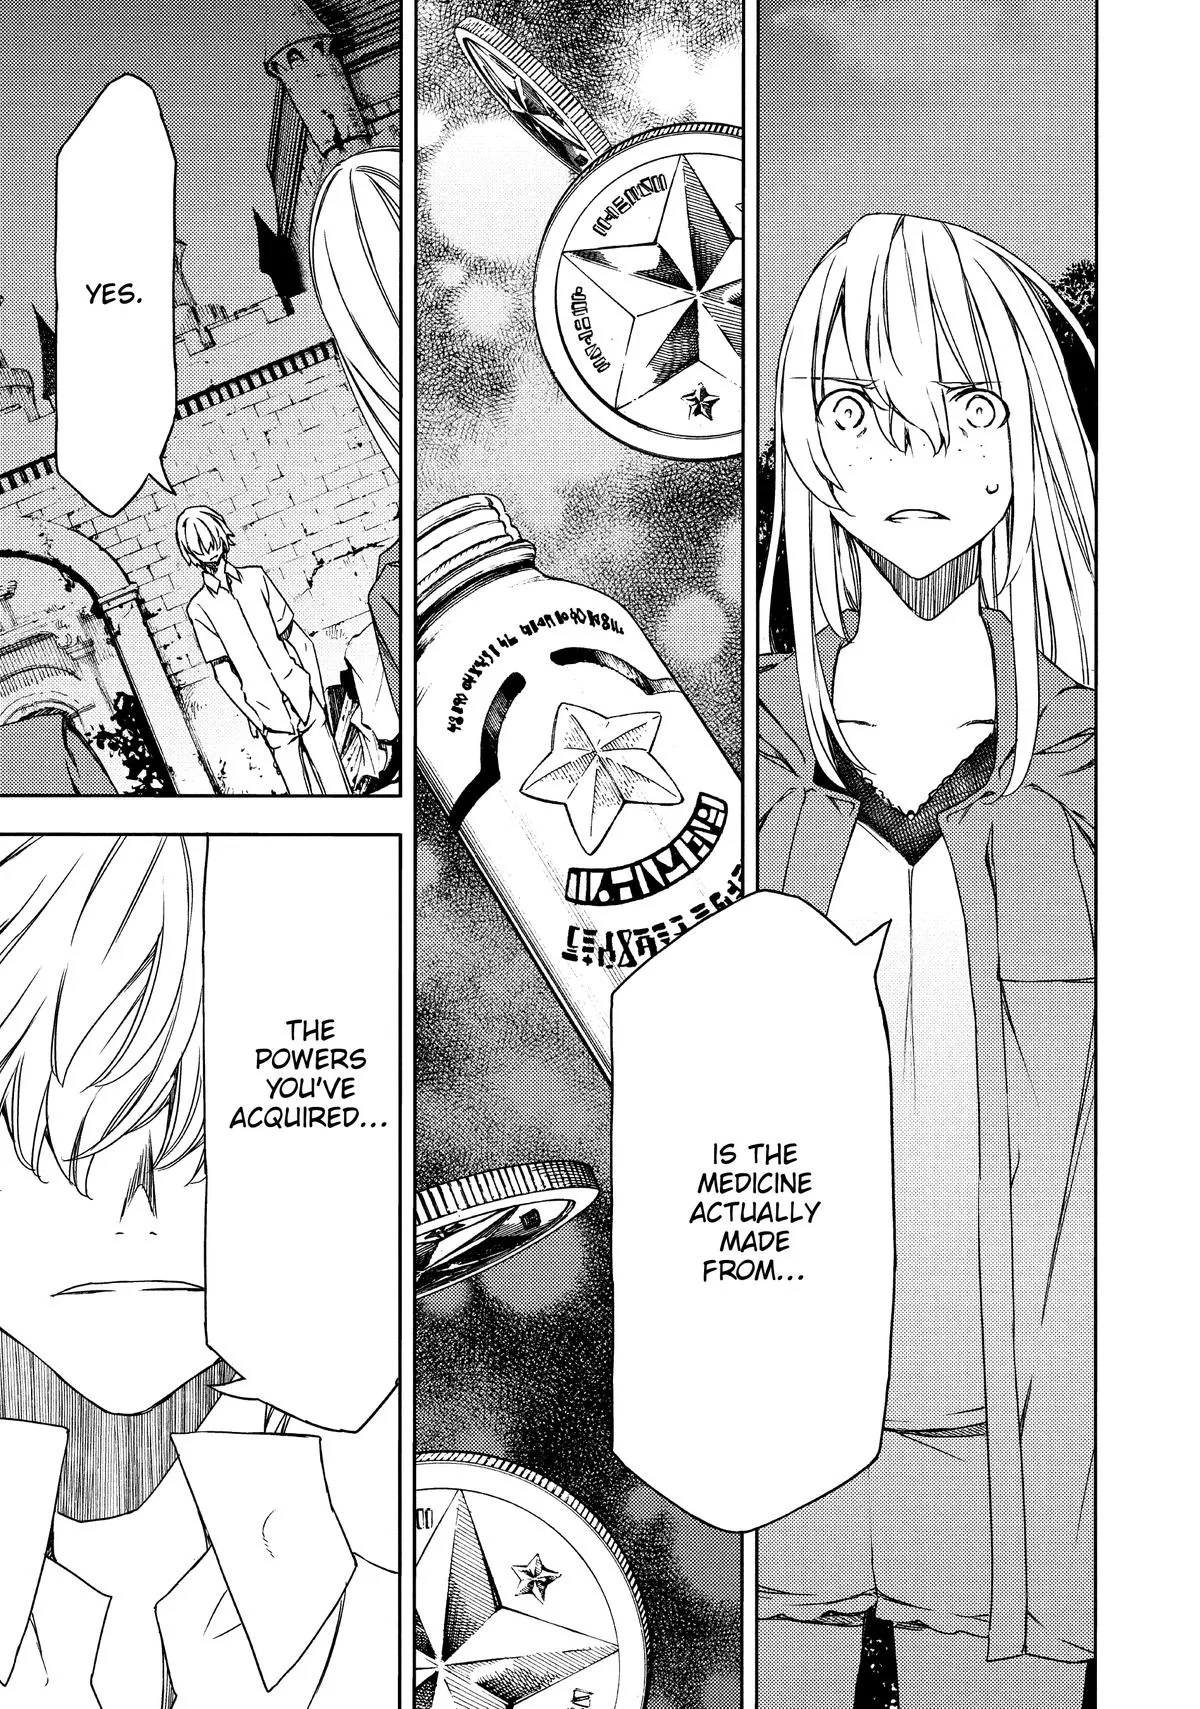 IS THE
MEDICINE
ACTUALLY
MADE
FROM...
YES.
THE
POWERS
YOU'VE
ACQUIRED...